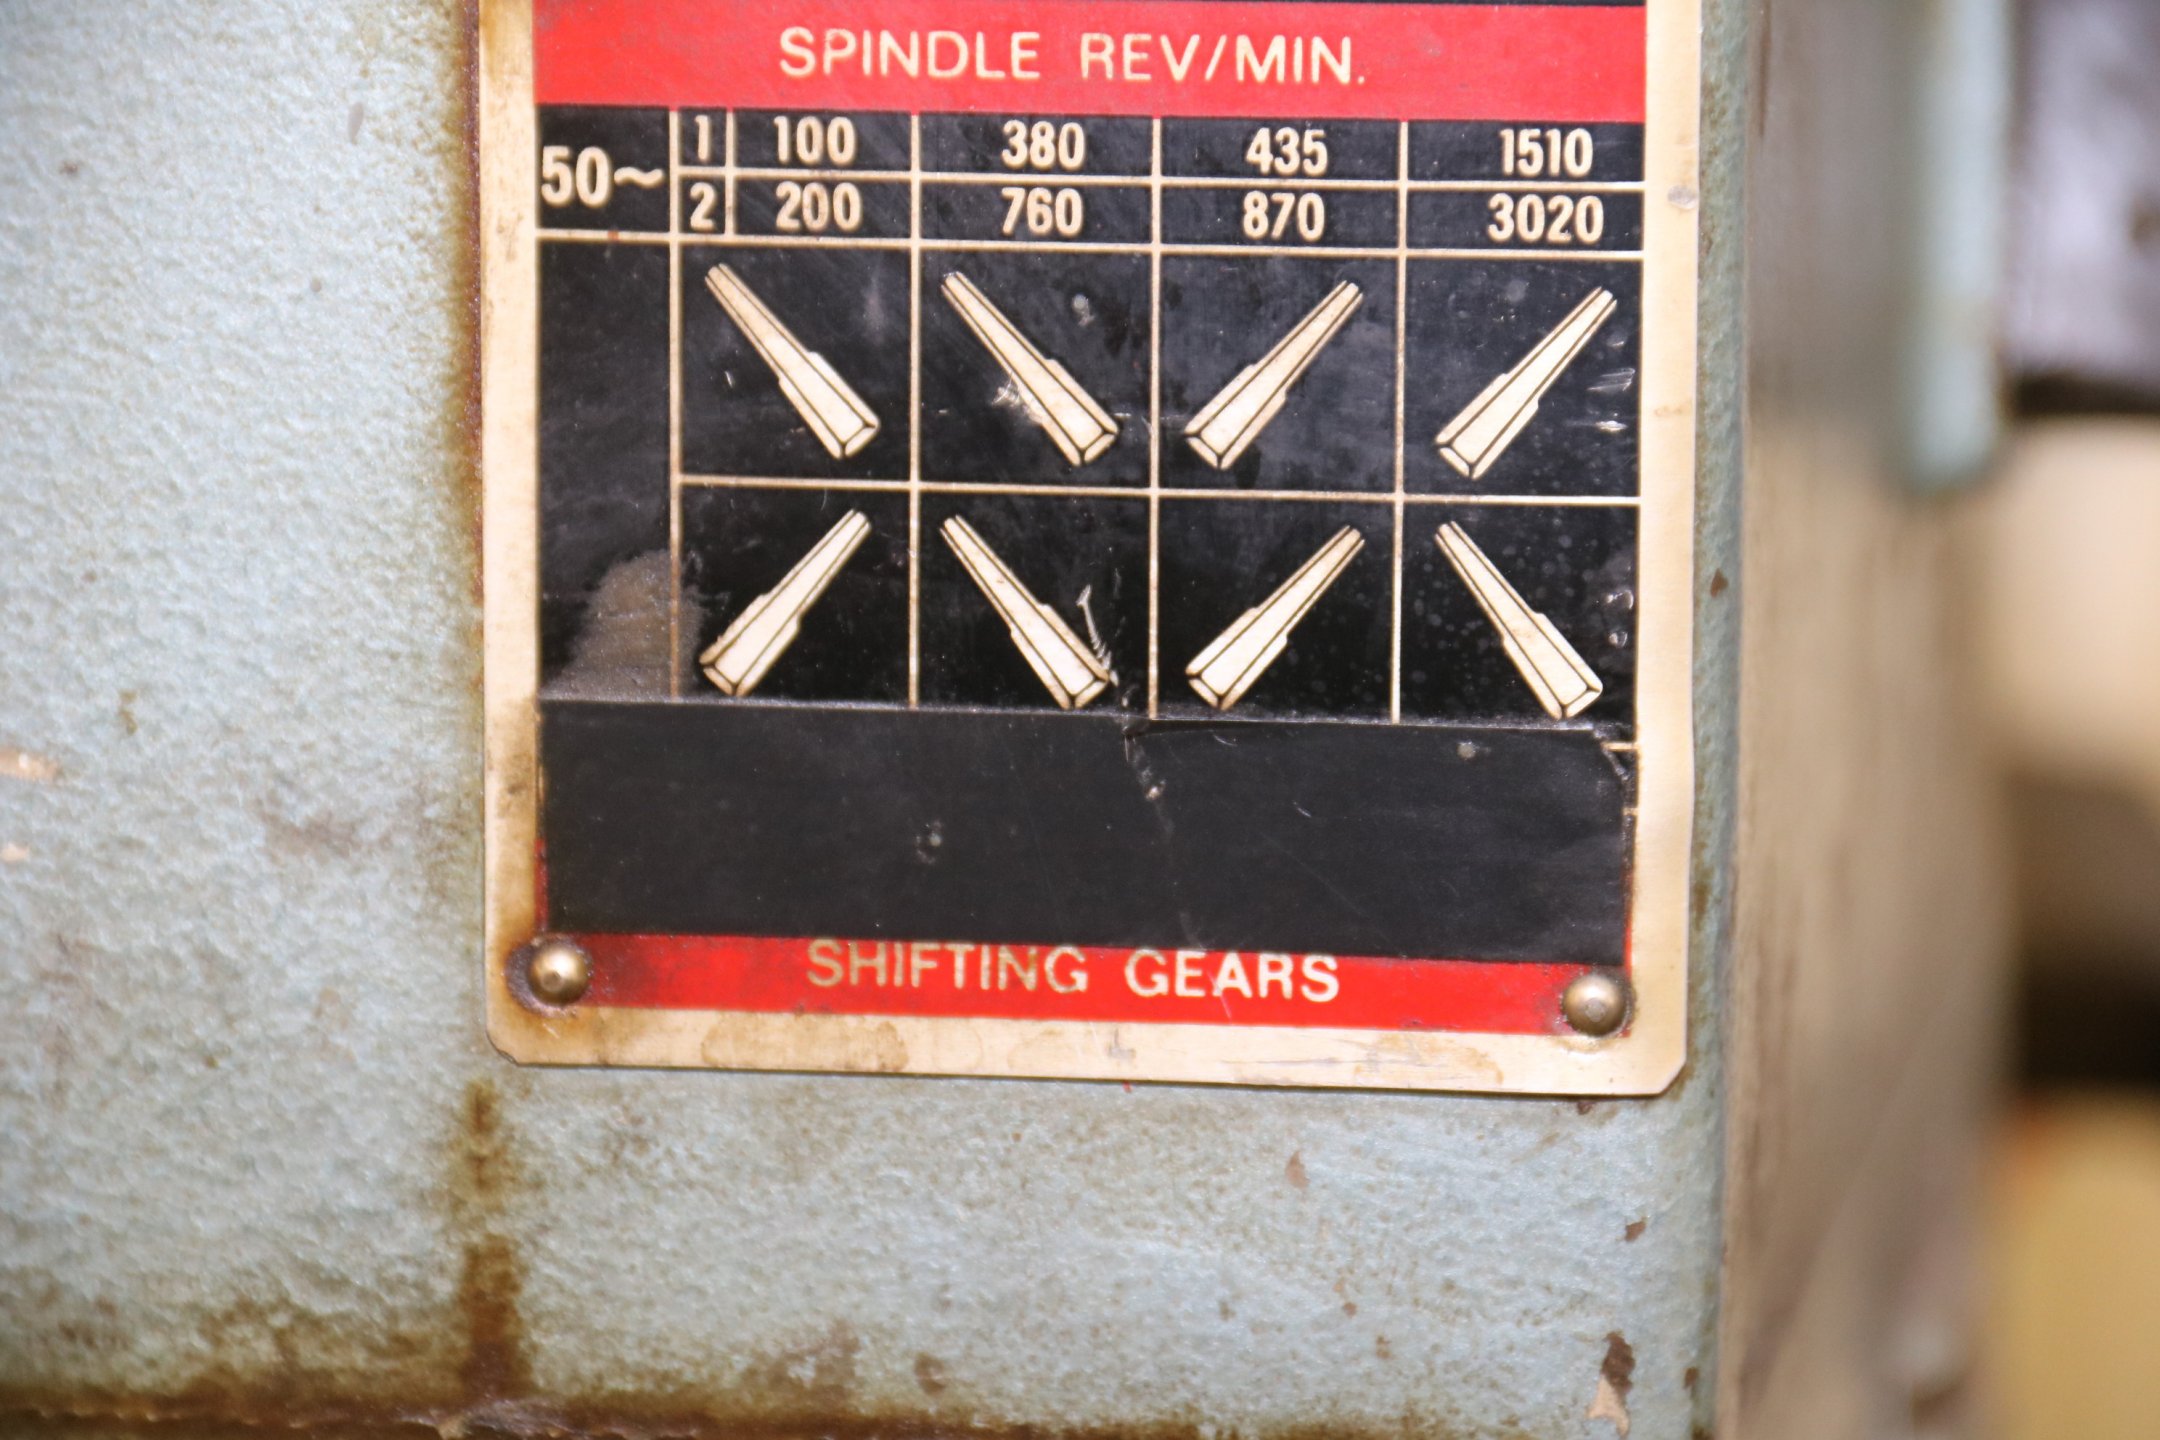 SPINDLE REV/MIN.
50~ 1 100 380 435 1510
2 200 760 870 3020
SHIFTING GEARS